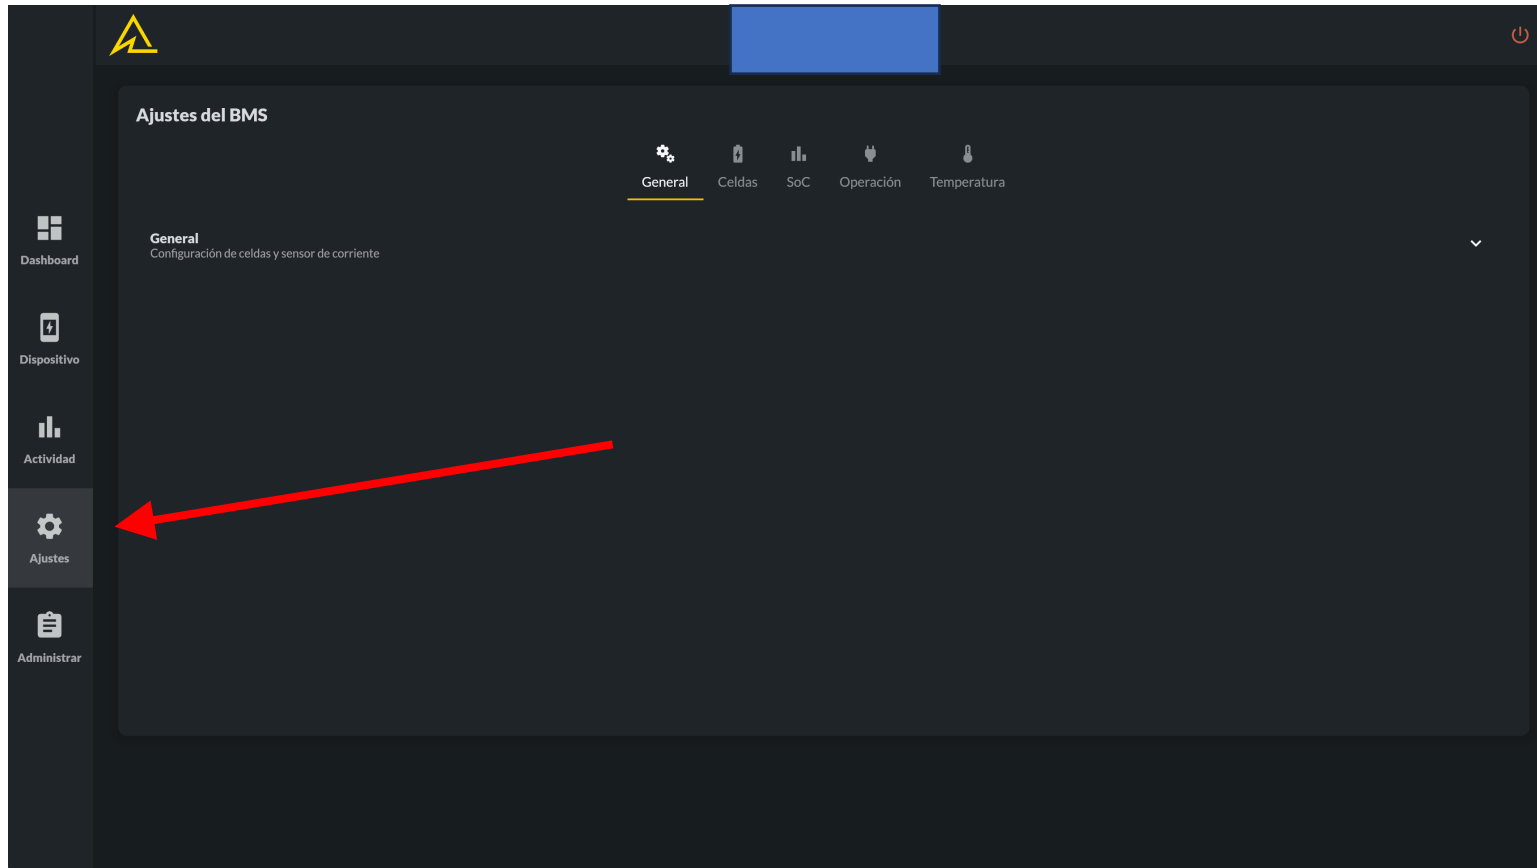 Ajustes del BMS
General
Celdas
SoC
Operación
Temperatura
General
Configuración de celdas y sensor de corriente
Dashboard
Dispositivo
Actividad
Ajustes
Administrar